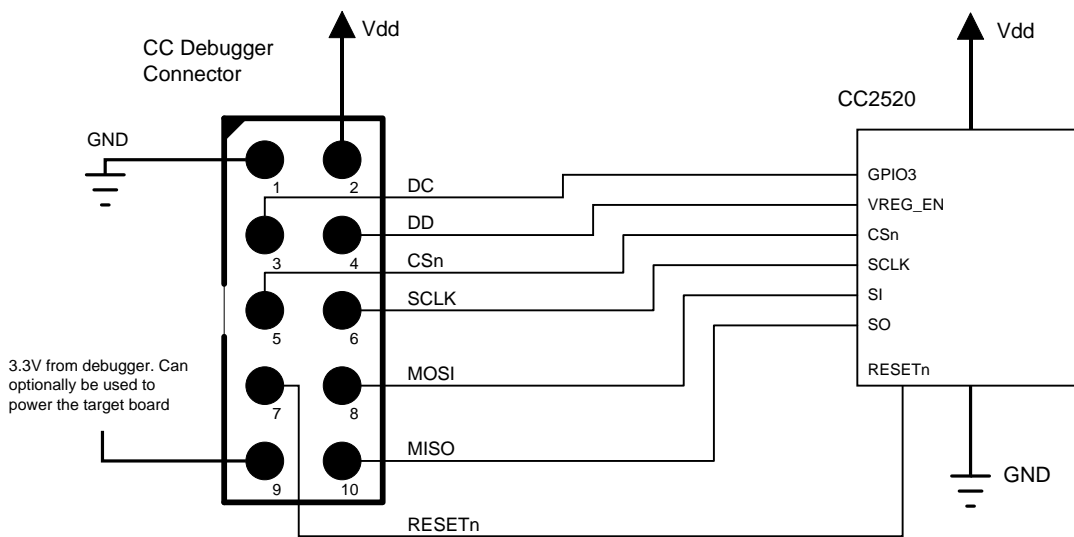 Vdd
Vdd
CC Debugger
Connector
CC2520
GND
1
2
DC
GPIO3
VREG_EN
DD
3
4
CSn
CSn
SCLK
SCLK
SI
5
6
SO
3.3V from debugger. Can
optionally be used to
power the target board
MOSI
RESETn
7
8
MISO
GND
9
10
RESETn